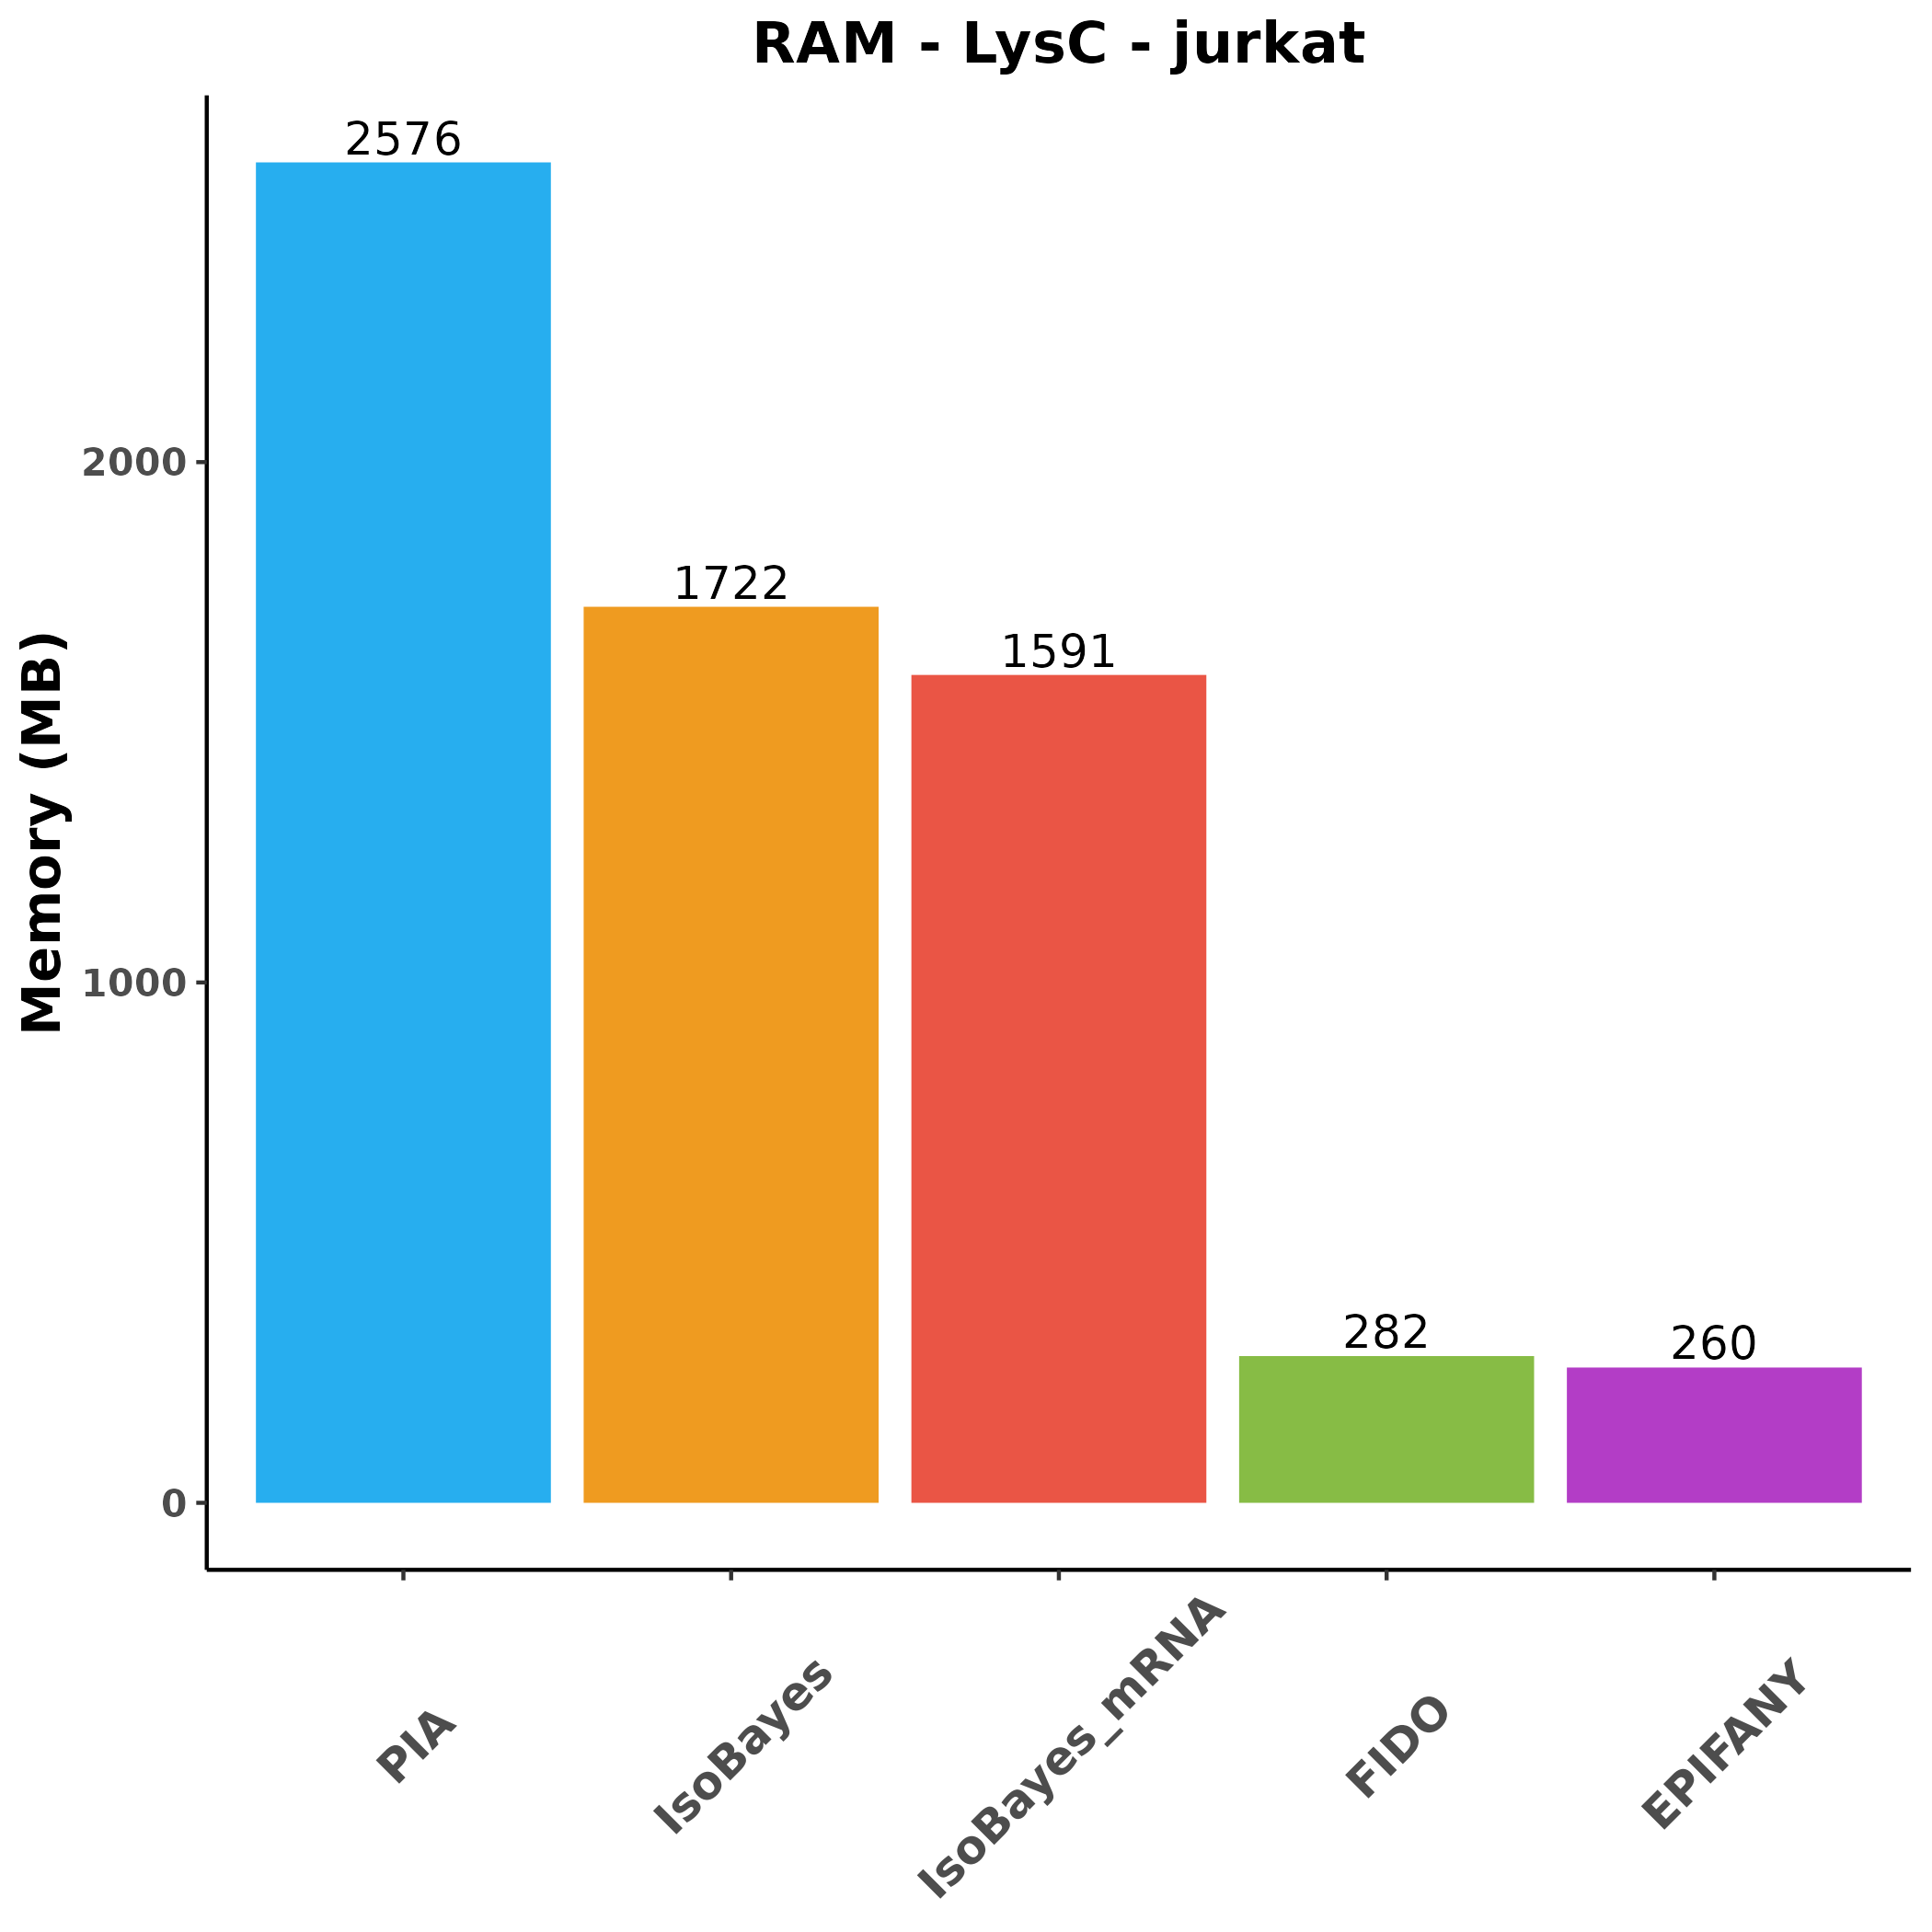 RAM - LysC - jurkat
Memory (MB)
2000
1000
0
2576
1722
1591
282
260
PIA
IsoBayes
IsoBayes_mRNA
FIDO
EPIFANY